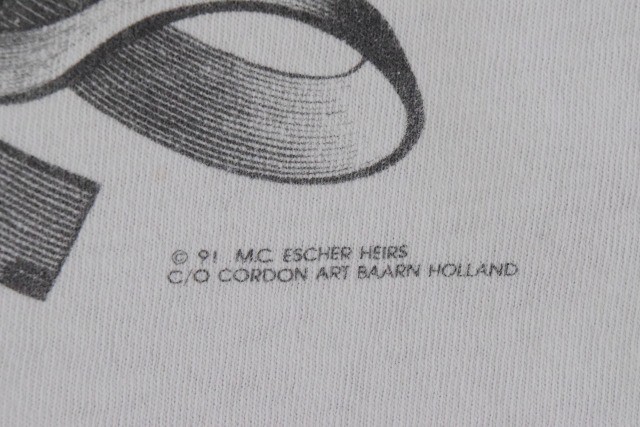 © 91 M.C. ESCHER HEIRS
C/O CORDON ART BAARN HOLLAND